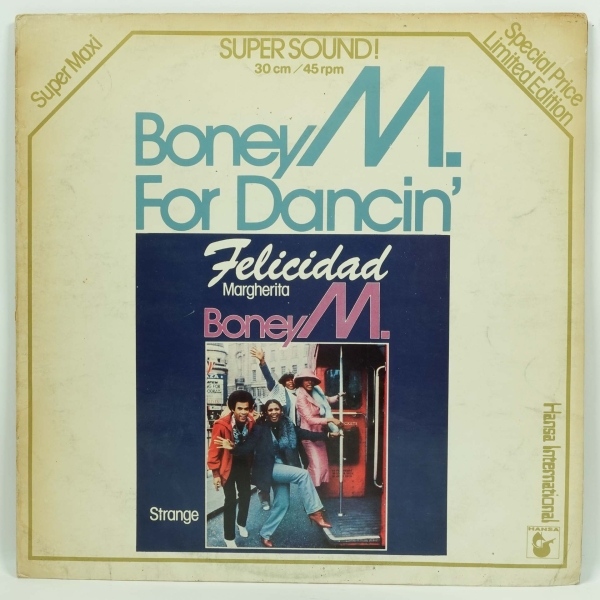 SUPER SOUND!
30 cm / 45 rpm
Super Maxi
Special Price
Limited Edition
Boney M.
For Dancin'
Felicidad
Margherita
Boney M.
Strange
Hansa International
HANSA